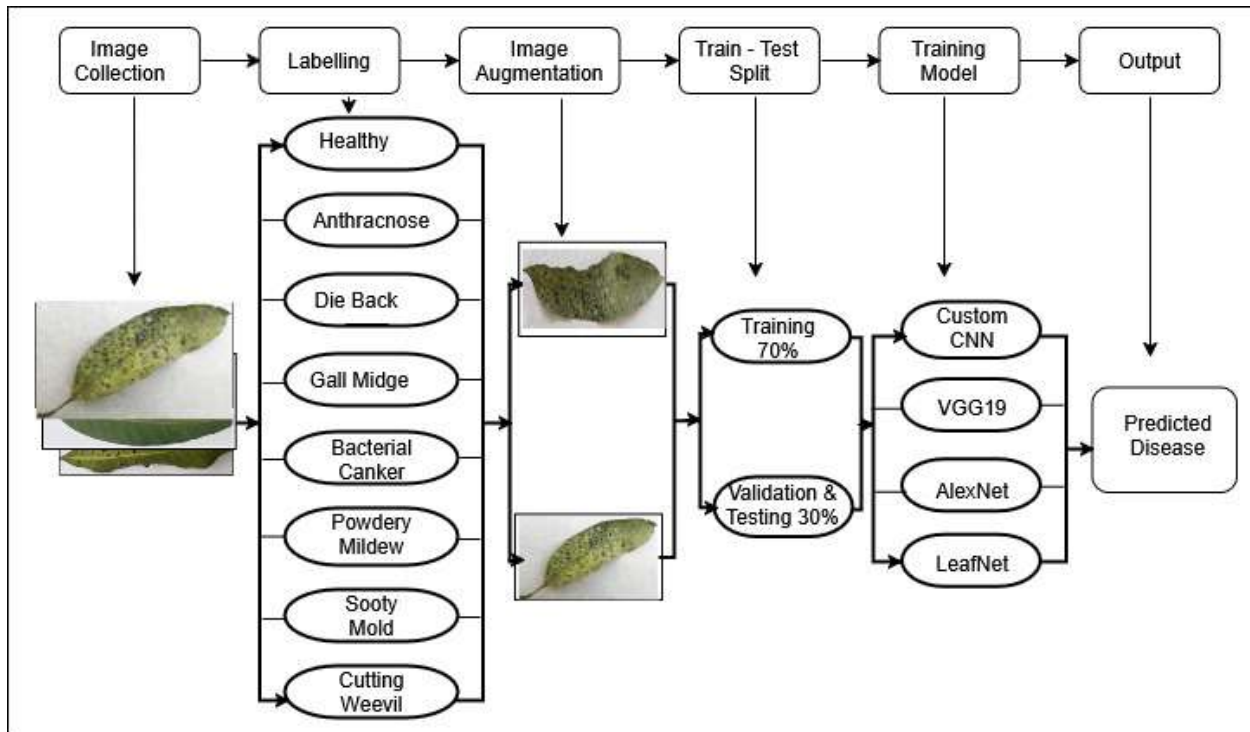 Image
Collection
Labelling
Image
Augmentation
Train - Test
Split
Training
Model
Output
Healthy
Anthracnose
Die Back
Gall Midge
Bacterial
Canker
Powdery
Mildew
Sooty
Mold
Cutting
Weevil
Training
70%
Validation &
Testing 30%
Custom
CNN
VGG19
AlexNet
LeafNet
Predicted
Disease